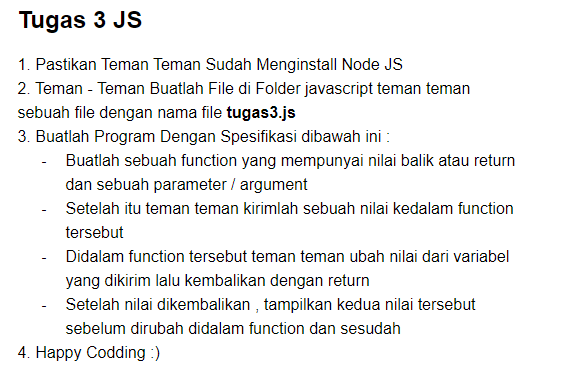 Tugas 3 JS
1. Pastikan Teman Teman Sudah Menginstall Node JS
2. Teman - Teman Buatlah File di Folder javascript teman teman
sebuah file dengan nama file tugas3.js
3. Buatlah Program Dengan Spesifikasi dibawah ini :
- Buatlah sebuah function yang mempunyai nilai balik atau return
dan sebuah parameter / argument
- Setelah itu teman teman kirimlah sebuah nilai kedalam function
tersebut
- Didalam function tersebut teman teman ubah nilai dari variabel
yang dikirim lalu kembalikan dengan return
- Setelah nilai dikembalikan , tampilkan kedua nilai tersebut
sebelum dirubah didalam function dan sesudah
4. Happy Codding :)